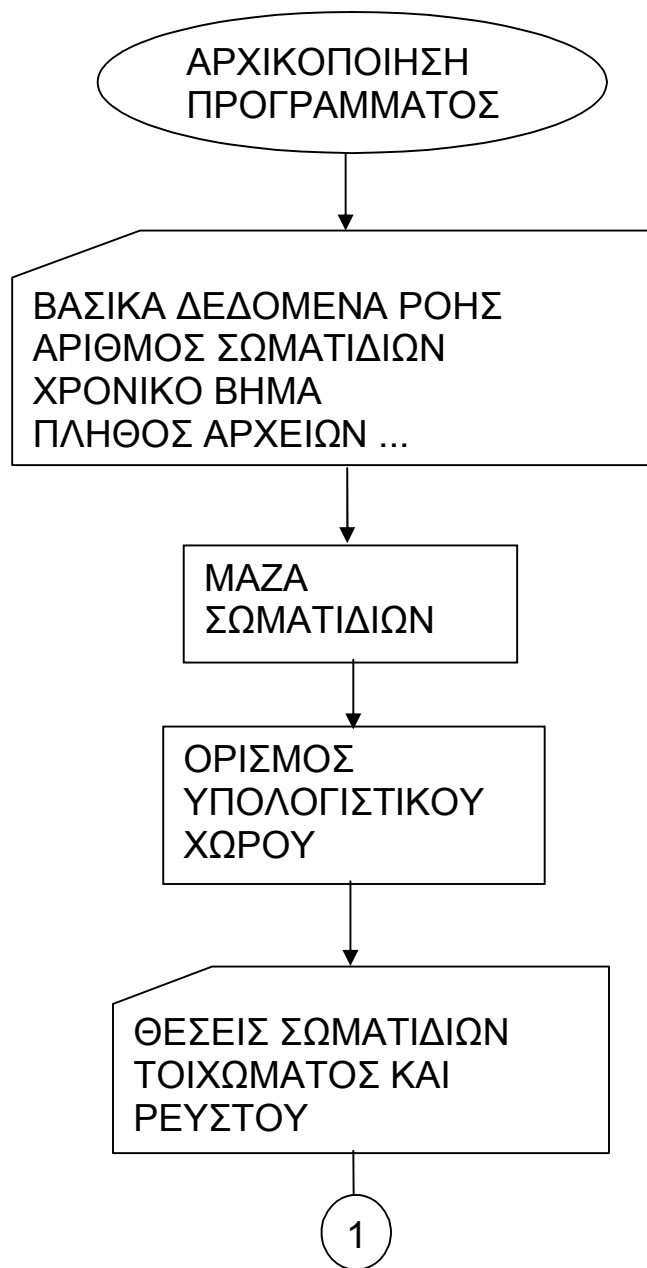 ΑΡΧΙΚΟΠΟΙΗΣΗ
ΠΡΟΓΡΑΜΜΑΤΟΣ
ΒΑΣΙΚΑ ΔΕΔΟΜΕΝΑ ΡΟΗΣ
ΑΡΙΘΜΟΣ ΣΩΜΑΤΙΔΙΩΝ
ΧΡΟΝΙΚΟ ΒΗΜΑ
ΠΛΗΘΟΣ ΑΡΧΕΙΩΝ ...
ΜΑΖΑ
ΣΩΜΑΤΙΔΙΩΝ
ΟΡΙΣΜΟΣ
ΥΠΟΛΟΓΙΣΤΙΚΟΥ
ΧΩΡΟΥ
ΘΕΣΕΙΣ ΣΩΜΑΤΙΔΙΩΝ
ΤΟΙΧΩΜΑΤΟΣ ΚΑΙ
ΡΕΥΣΤΟΥ
1